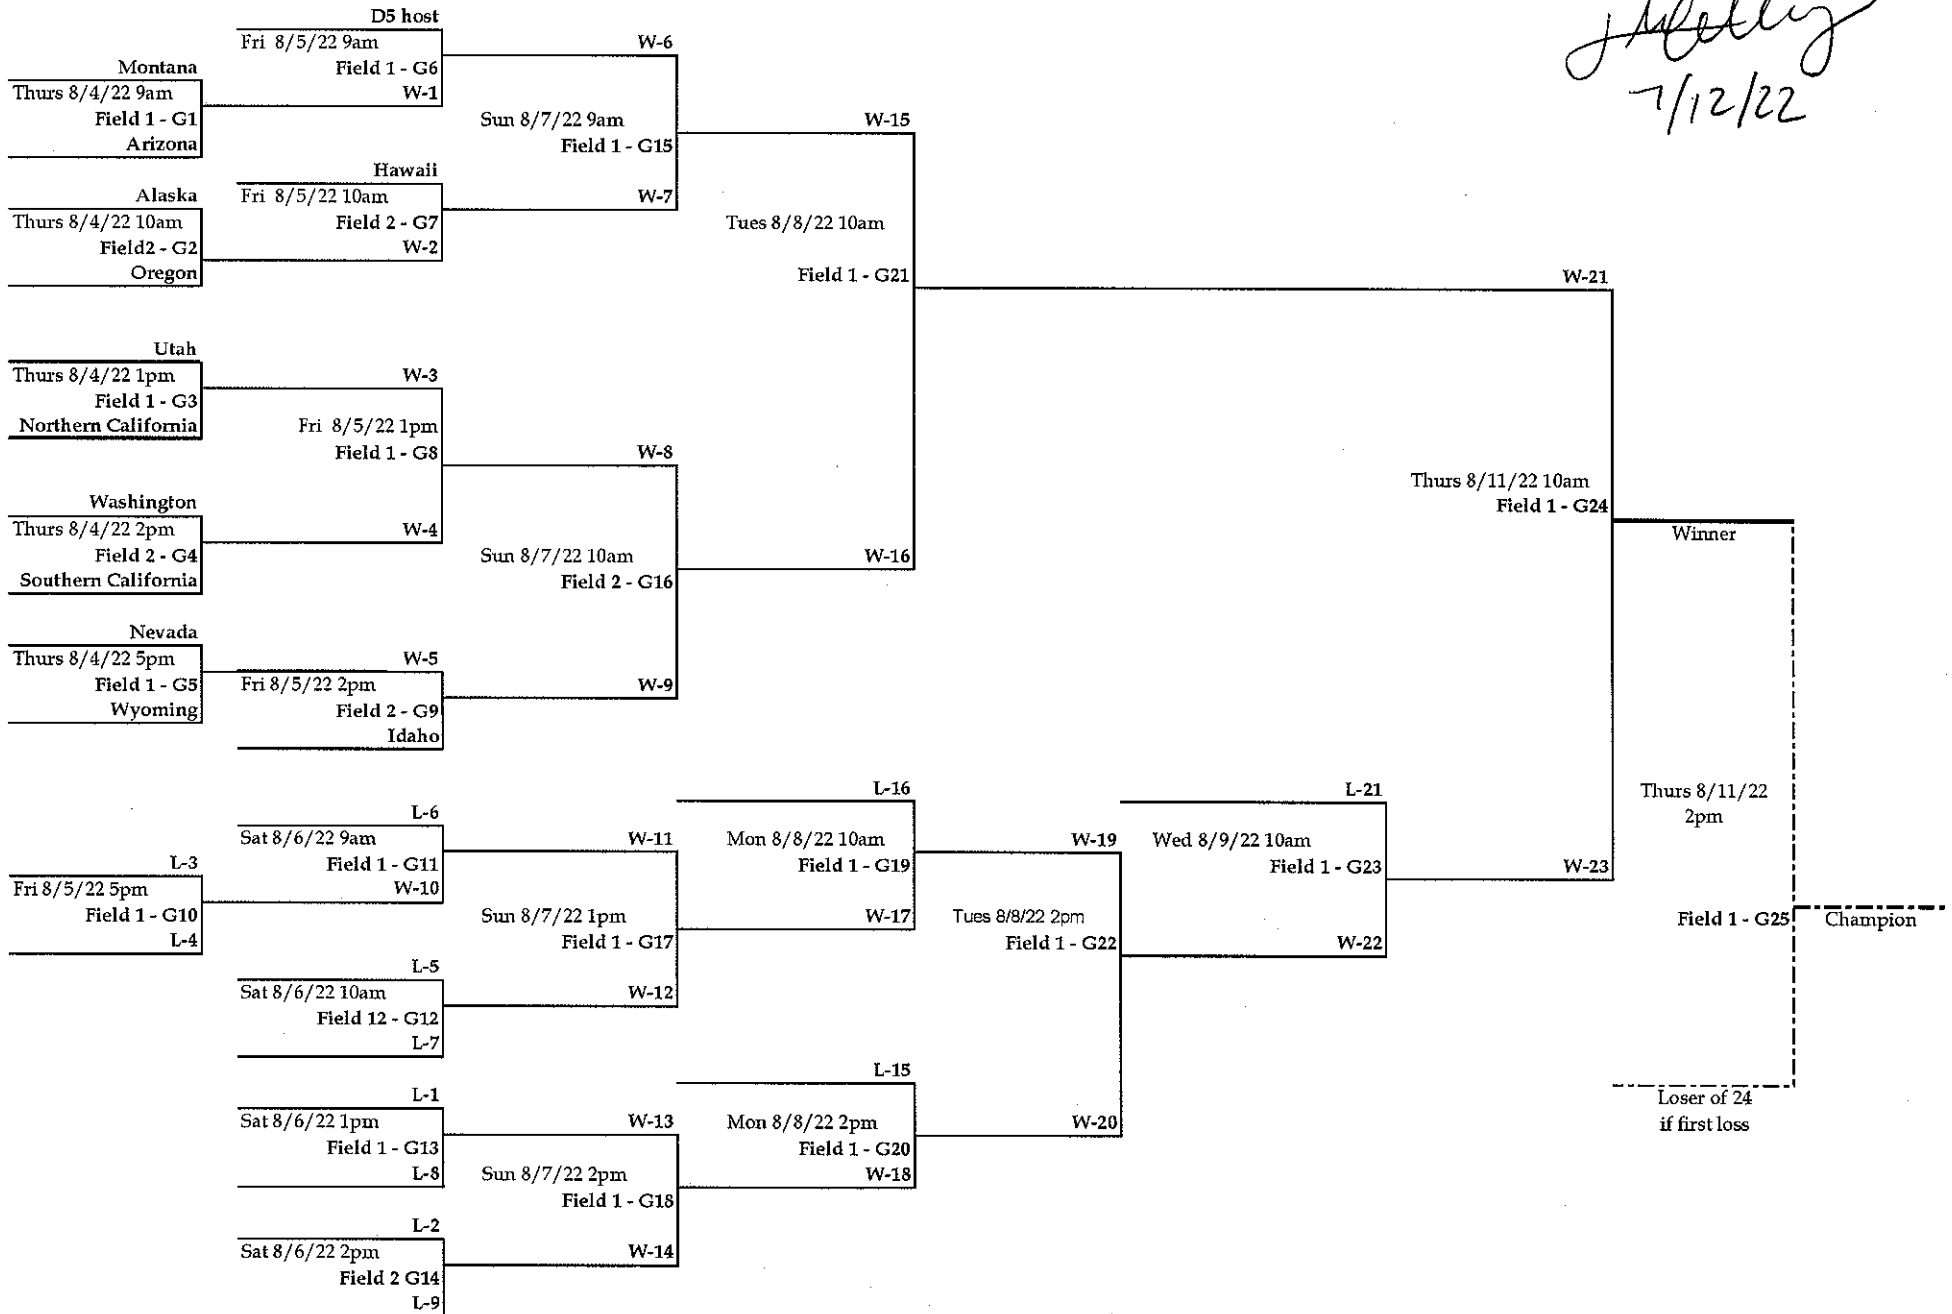 7/12/22
D5 host
Fri 8/5/22 9am
Field 1 - G6
W-1
Montana
Thurs 8/4/22 9am
Field 1 - G1
Arizona
Alaska
Thurs 8/4/22 10am
Field2 - G2
Oregon
Hawaii
Fri 8/5/22 10am
Field 2 - G7
W-2
W-6
Sun 8/7/22 9am
Field 1 - G15
W-7
W-15
Tues 8/8/22 10am
Field 1 - G21
W-16
Utah
Thurs 8/4/22 1pm
Field 1 - G3
Northern California
Washington
Thurs 8/4/22 2pm
Field 2 - G4
Southern California
W-3
Fri 8/5/22 1pm
Field 1 - G8
W-4
Nevada
Thurs 8/4/22 5pm
Field 1 - G5
Wyoming
W-5
Fri 8/5/22 2pm
Field 2 - G9
Idaho
W-8
Sun 8/7/22 10am
Field 2 - G16
W-9
W-21
Thurs 8/11/22 10am
Field 1 - G24
W-23
Winner
Thurs 8/11/22
2pm
Field 1 - G25
Champion
Loser of 24
if first loss
L-3
Fri 8/5/22 5pm
Field 1 - G10
L-4
L-6
Sat 8/6/22 9am
Field 1 - G11
W-10
L-5
Sat 8/6/22 10am
Field 12 - G12
L-7
W-11
Sun 8/7/22 1pm
Field 1 - G17
W-12
L-16
Mon 8/8/22 10am
Field 1 - G19
W-17
W-19
Tues 8/8/22 2pm
Field 1 - G22
W-20
L-21
Wed 8/9/22 10am
Field 1 - G23
W-22
L-1
Sat 8/6/22 1pm
Field 1 - G13
L-8
L-2
Sat 8/6/22 2pm
Field 2 G14
L-9
W-13
Sun 8/7/22 2pm
Field 1 - G18
W-14
L-15
Mon 8/8/22 2pm
Field 1 - G20
W-18